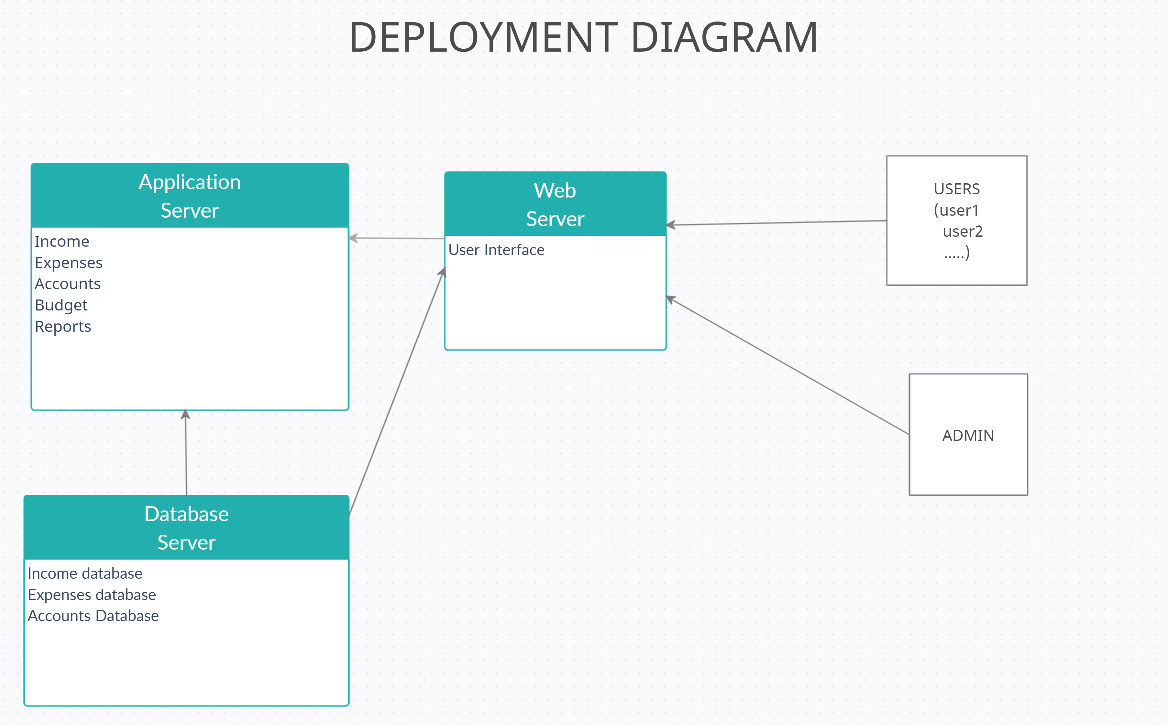 DEPLOYMENT DIAGRAM
Application
Server
Income
Expenses
Accounts
Budget
Reports
Web
Server
User Interface
USERS
(user1
user2
.....)
ADMIN
Database
Server
Income database
Expenses database
Accounts Database